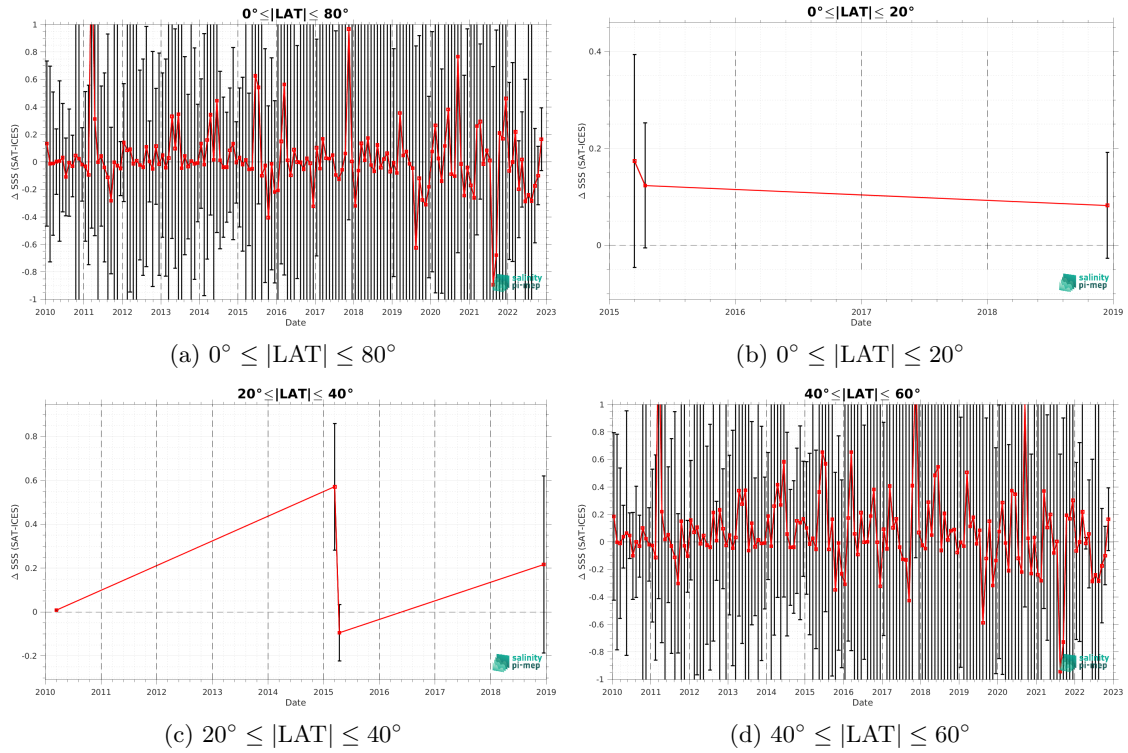 0°≤|LAT|≤ 80°
Δ SSS (SAT-ICES)
1
0.8
0.6
0.4
0.2
0
-0.2
-0.4
-0.6
-0.8
-1
2010 2011 2012 2013 2014 2015 2016 2017 2018 2019 2020 2021 2022 2023
Date
salinity
pi-mep
(a) 0° ≤ |LAT| ≤ 80°
0°≤|LAT|≤ 20°
Δ SSS (SAT-ICES)
0.4
0.2
0
2015 2016 2017 2018 2019
Date
salinity
pi-mep
(b) 0° ≤ |LAT| ≤ 20°
20°≤|LAT|≤ 40°
Δ SSS (SAT-ICES)
0.8
0.6
0.4
0.2
0
-0.2
2010 2011 2012 2013 2014 2015 2016 2017 2018 2019
Date
salinity
pi-mep
(c) 20° ≤ |LAT| ≤ 40°
40°≤|LAT|≤ 60°
Δ SSS (SAT-ICES)
1
0.8
0.6
0.4
0.2
0
-0.2
-0.4
-0.6
-0.8
-1
2010 2011 2012 2013 2014 2015 2016 2017 2018 2019 2020 2021 2022 2023
Date
salinity
pi-mep
(d) 40° ≤ |LAT| ≤ 60°